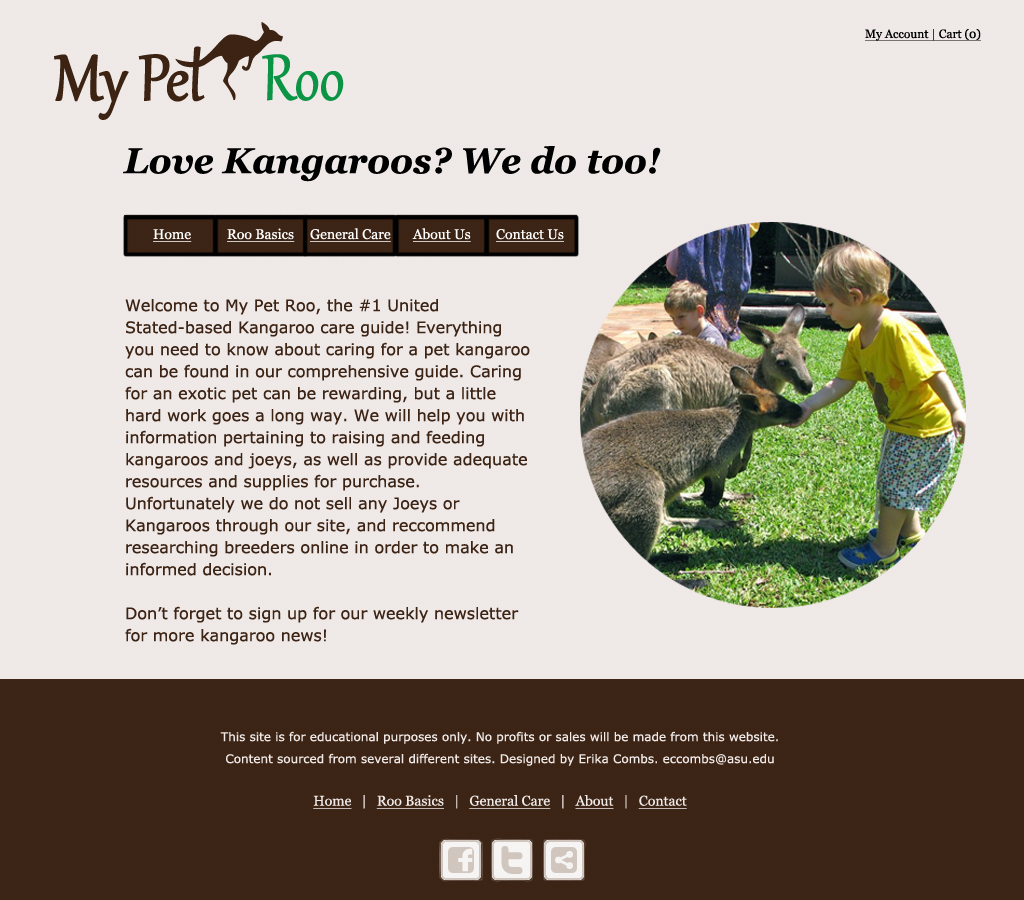 My Pet Roo
My Account | Cart (0)
Love Kangaroos? We do too!
Home Roo Basics General Care About Us Contact Us
Welcome to My Pet Roo, the #1 United
Stated-based Kangaroo care guide! Everything
you need to know about caring for a pet kangaroo
can be found in our comprehensive guide. Caring
for an exotic pet can be rewarding, but a little
hard work goes a long way. We will help you with
information pertaining to raising and feeding
kangaroos and joeys, as well as provide adequate
resources and supplies for purchase.
Unfortunately we do not sell any Joeys or
Kangaroos through our site, and reccommend
researching breeders online in order to make an
informed decision.
Don’t forget to sign up for our weekly newsletter
for more kangaroo news!
This site is for educational purposes only. No profits or sales will be made from this website.
Content sourced from several different sites. Designed by Erika Combs. eccombs@asu.edu
Home | Roo Basics | General Care | About | Contact